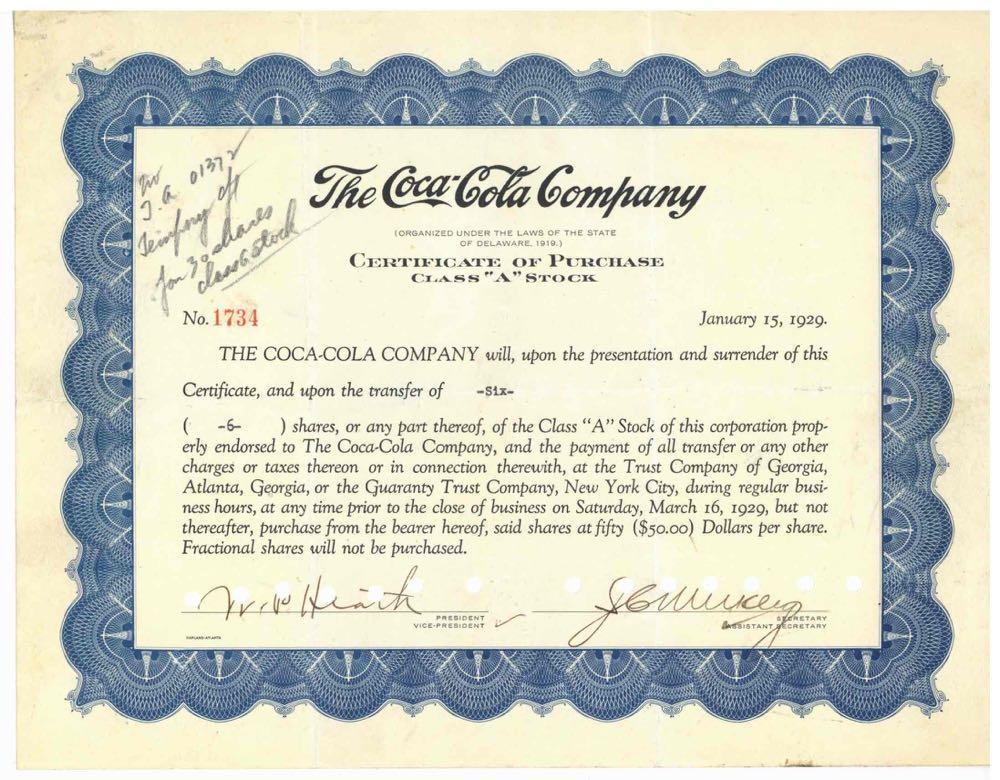 T.A. 01372
for 30 shares
class stock
The Coca-Cola Company
(ORGANIZED UNDER THE LAWS OF THE STATE
OF DELAWARE, 1919.)
CERTIFICATE OF PURCHASE
CLASS "A" STOCK
No. 1734
January 15, 1929.
THE COCA-COLA COMPANY will, upon the presentation and surrender of this
Certificate, and upon the transfer of -Six-
( -6- ) shares, or any part thereof, of the Class "A" Stock of this corporation prop-
erly endorsed to The Coca-Cola Company, and the payment of all transfer or any other
charges or taxes thereon or in connection therewith, at the Trust Company of Georgia,
Atlanta, Georgia, or the Guaranty Trust Company, New York City, during regular busi-
ness hours, at any time prior to the close of business on Saturday, March 16, 1929, but not
thereafter, purchase from the bearer hereof, said shares at fifty ($50.00) Dollars per share.
Fractional shares will not be purchased.
PRESIDENT
VICE-PRESIDENT
SECRETARY
ASSISTANT SECRETARY